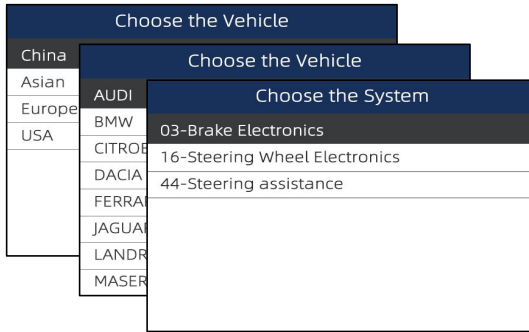 Choose the Vehicle
China
Asian
Europe
USA
Choose the Vehicle
AUDI
BMW
DACIA
Choose the System
03-Brake Electronics
16-Steering Wheel Electronics
44-Steering assistance